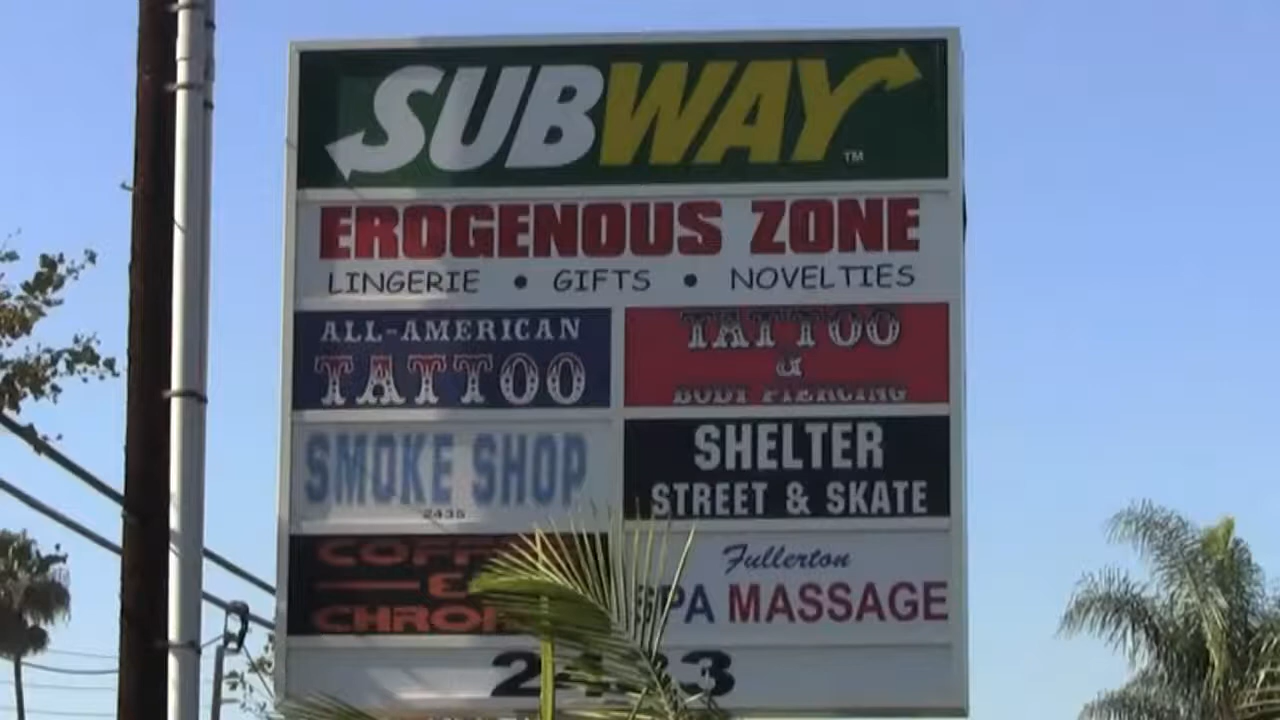 SUBWAY
TM
EROGENOUS ZONE
LINGERIE • GIFTS • NOVELTIES
ALL-AMERICAN
TATTOO
TATTOO
&
BODY PIERCING
SMOKE SHOP
2435
SHELTER
STREET & SKATE
Fullerton
SPA MASSAGE